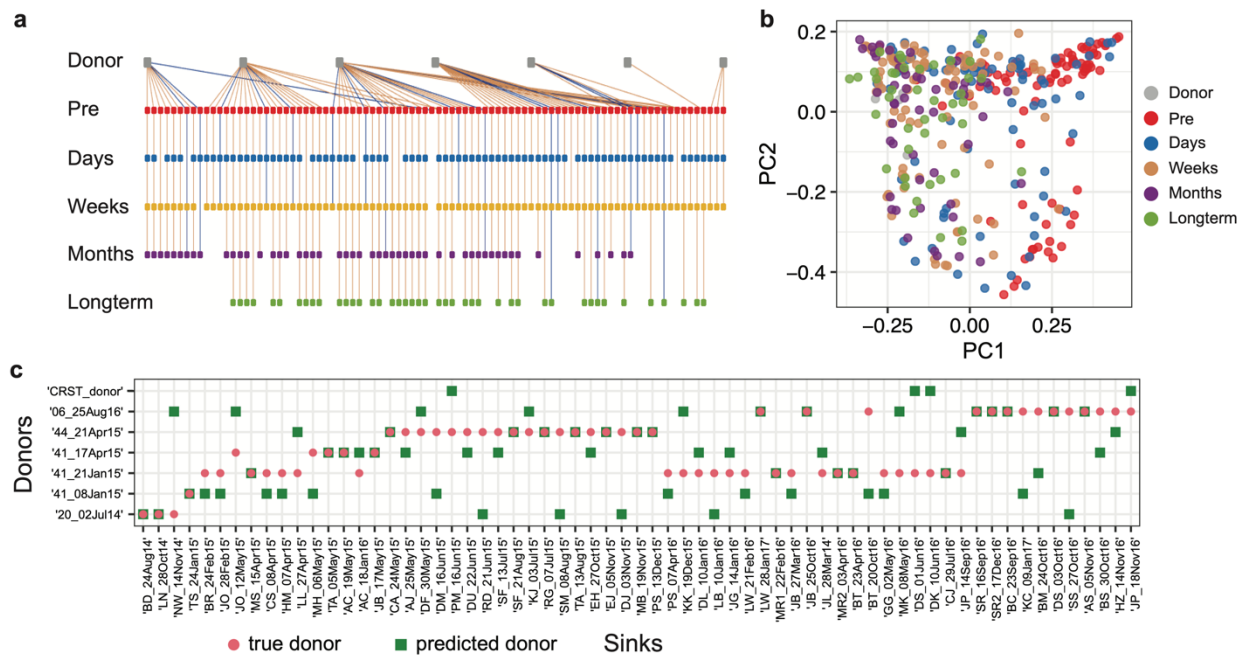 a
Donor
Pre
Days
Weeks
Months
Longterm
b
0.2
0.0
−0.2
−0.4
PC2
−0.25
0.00
0.25
PC1
Donor
Pre
Days
Weeks
Months
Longterm
c
Donors
'CRST_donor'
'06_25Aug16'
'44_21Apr15'
'41_17Apr15'
'41_21Jan15'
'41_08Jan15'
'20_02Jul14'
'BD_24Aug14'
'LN_28Oct14'
'NW_14Nov14'
'TS_24Jan15'
'BR_24Feb15'
'JO_28Feb15'
'JO_12May15'
'MS_15Apr15'
'CS_08Apr15'
'HM_07Apr15'
'LL_27Apr15'
'MH_06May15'
'TA_05May15'
'AC_19May15'
'AC_18Jan16'
'JB_17May15'
'CA_24May15'
'AJ_25May15'
'DF_30May15'
'DM_16Jun15'
'PM_16Jun15'
'DU_22Jun15'
'RD_21Jun15'
'SF_13Jul15'
'SF_21Aug15'
'KJ_03Jul15'
'RG_07Jul15'
'SM_08Aug15'
'TA_13Aug15'
'EH_27Oct15'
'EJ_05Nov15'
'DJ_03Nov15'
'MB_19Nov15'
'PS_13Dec15'
'PS_07Apr16'
'KK_19Dec15'
'DL_10Jan16'
'LB_10Jan16'
'JG_14Jan16'
'LW_21Feb16'
'LW_28Jan17'
'MR1_22Feb16'
'JB_27Mar16'
'JB_25Oct16'
'JL_28Mar14'
'MR2_03Apr16'
'BT_23Apr16'
'BT_20Oct16'
'GG_02May16'
'MK_08May16'
'DS_01Jun16'
'DK_10Jun16'
'CJ_29Jul16'
'JP_14Sep16'
'SR_16Sep16'
'SR2_17Dec16'
'BC_23Sep16'
'KC_09Jan17'
'BM_24Oct16'
'DS_03Oct16'
'SS_27Oct16'
'AS_05Oct16'
'BS_30Oct16'
'HZ_14Nov16'
'JP_18Nov16'
true donor
predicted donor
Sinks